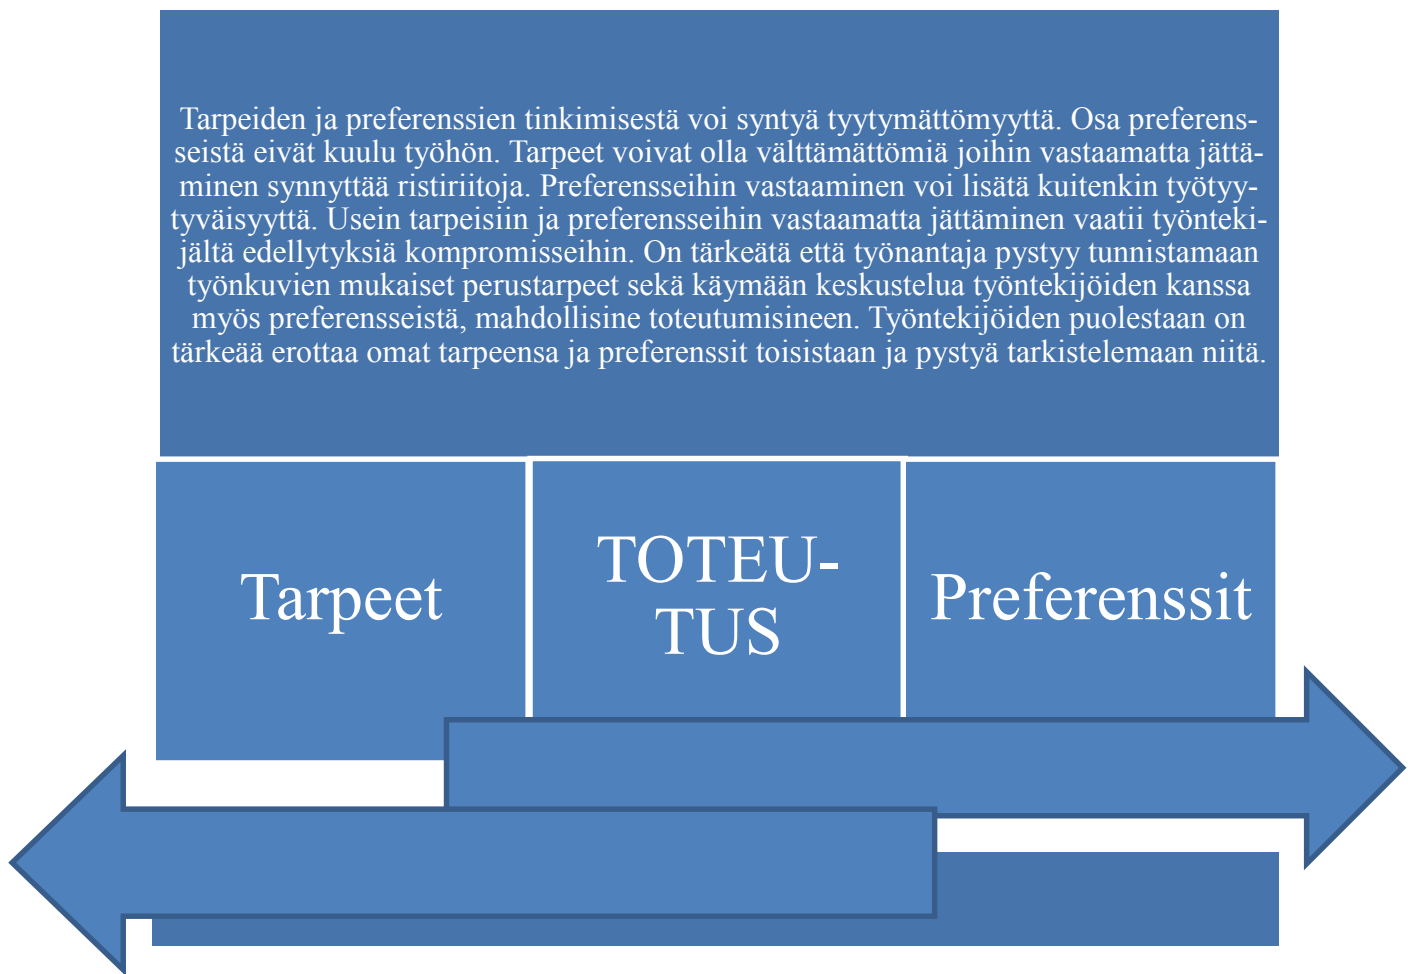 Tarpeiden ja preferenssien tinkimisestä voi syntyä tyytymättömyyttä. Osa preferens-
seistä eivät kuulu työhön. Tarpeet voivat olla välttämättömiä joihin vastaamatta jättä-
minen synnyttää ristiriitoja. Preferensseihin vastaaminen voi lisätä kuitenkin työtyy-
tyväisyyttä. Usein tarpeisiin ja preferensseihin vastaamatta jättäminen vaatii työnteki-
jältä edellytyksiä kompromisseihin. On tärkeätä että työnantaja pystyy tunnistamaan
työnkuvien mukaiset perustarpeet sekä käymään keskustelua työntekijöiden kanssa
myös preferensseistä, mahdollisine toteutumisineen. Työntekijöiden puolestaan on
tärkeää erottaa omat tarpeensa ja preferenssit toisistaan ja pystyä tarkistelemaan niitä.
Tarpeet
TOTEU-
TUS
Preferenssit